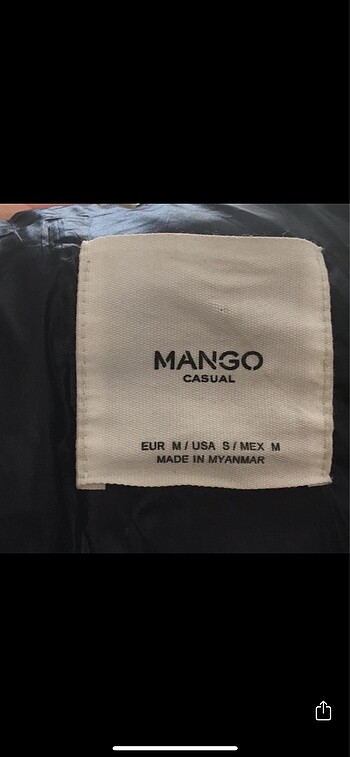 MANGO
CASUAL
EUR M / USA S / MEX M
MADE IN MYANMAR